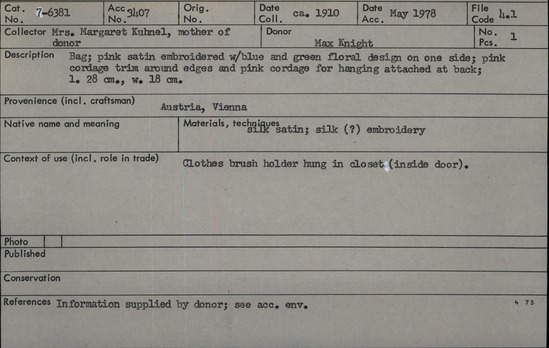 Cat. No. 7-6381 Acc No. 3407 Orig. No. Date Coll. ca. 1910 Date Acc. May 1978 File Code 4.1
Collector Mrs. Margaret Kuhnel, mother of donor Donor Max Knight No. Pcs. 1
Description Bag; pink satin embroidered w/blue and green floral design on one side; pink
cordage trim around edges and pink cordage for hanging attached at back;
l. 28 cm., w. 18 cm.
Provenience (incl. craftsman) Austria, Vienna
Native name and meaning Materials, techniques silk satin; silk (?) embroidery
Context of use (incl. role in trade) Clothes brush holder hung in closet (inside door).
Photo
Published
Conservation
References Information supplied by donor; see acc. env. 4 75